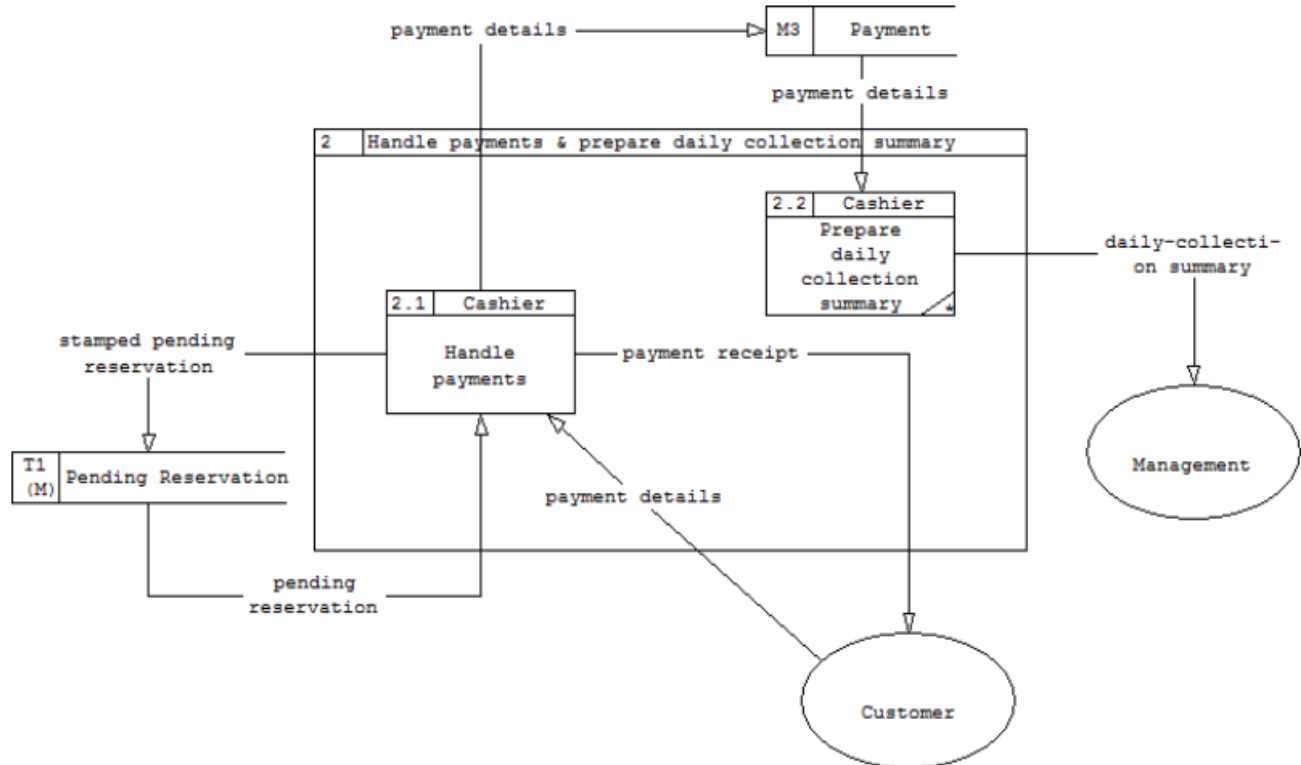 payment details
M3 Payment
payment details
2 Handle payments & prepare daily collection summary
2.2 Cashier
Prepare
daily
collection
summary
*
daily-collecti-
on summary
2.1 Cashier
Handle
payments
stamped pending
reservation
payment receipt
T1
(M)
Pending Reservation
Management
payment details
pending
reservation
Customer